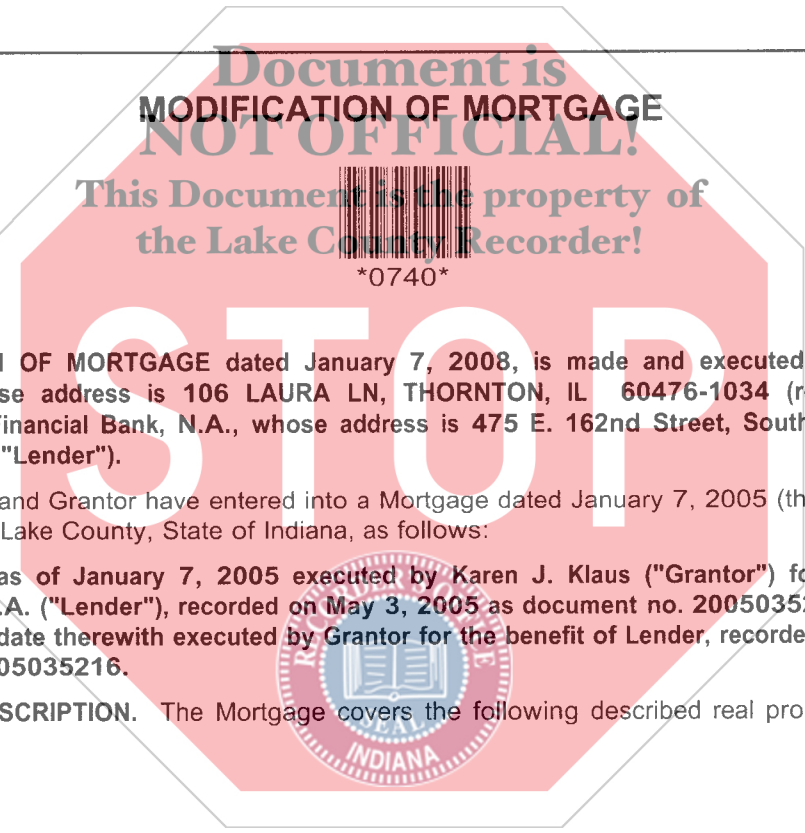 Document is
MODIFICATION OF MORTGAGE
NOT OFFICIAL!
This Document is the property of
the Lake County Recorder!
*0740*
STOP
OF MORTGAGE dated January 7, 2008, is made and executed
se address is 106 LAURA LN, THORNTON, IL 60476-1034 (r
Financial Bank, N.A., whose address is 475 E. 162nd Street, South
"Lender").
and Grantor have entered into a Mortgage dated January 7, 2005 (th
Lake County, State of Indiana, as follows:
as of January 7, 2005 executed by Karen J. Klaus ("Grantor") fo
.A. ("Lender"), recorded on May 3, 2005 as document no. 20050352
date therewith executed by Grantor for the benefit of Lender, recorde
05035216.
SCRIPTION. The Mortgage covers the following described real pro
RECORDER'S OFFICE
SEAL
INDIANA